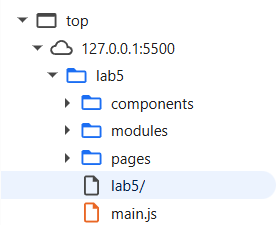 top
127.0.0.1:5500
lab5
components
modules
pages
lab5/
main.js